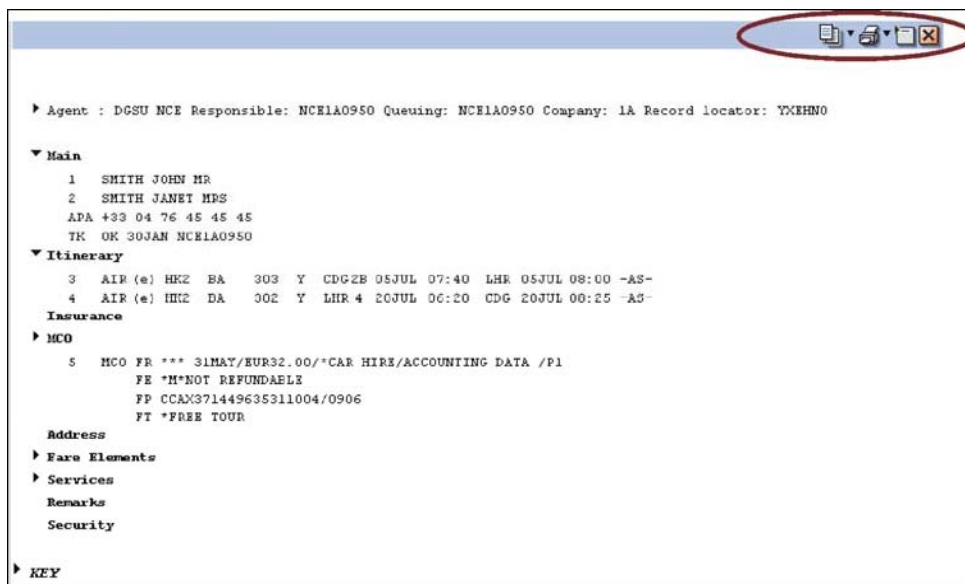 Agent : DGSU NCE Responsible: NCE1A0950 Queuing: NCE1A0950 Company: 1A Record locator: YXEHN0
Main
1 SMITH JOHN MR
2 SMITH JANET MRS
APA +33 04 76 45 45 45
TK OK 30JAN NCE1A0950
Itinerary
3 AIR (e) HK2 BA 303 Y CDG2B 05JUL 07:40 LHR 05JUL 08:00 -AS-
4 AIR (e) HK2 BA 302 Y LHR 4 20JUL 06:20 CDG 20JUL 08:25 -AS-
Insurance
MCO
5 MCO FR *** 31MAY/EUR32.00/*CAR HIRE/ACCOUNTING DATA /P1
FE *M*NOT REFUNDABLE
FP CCAX371449635311004/0906
FT *FREE TOUR
Address
Fare Elements
Services
Remarks
Security
KEY